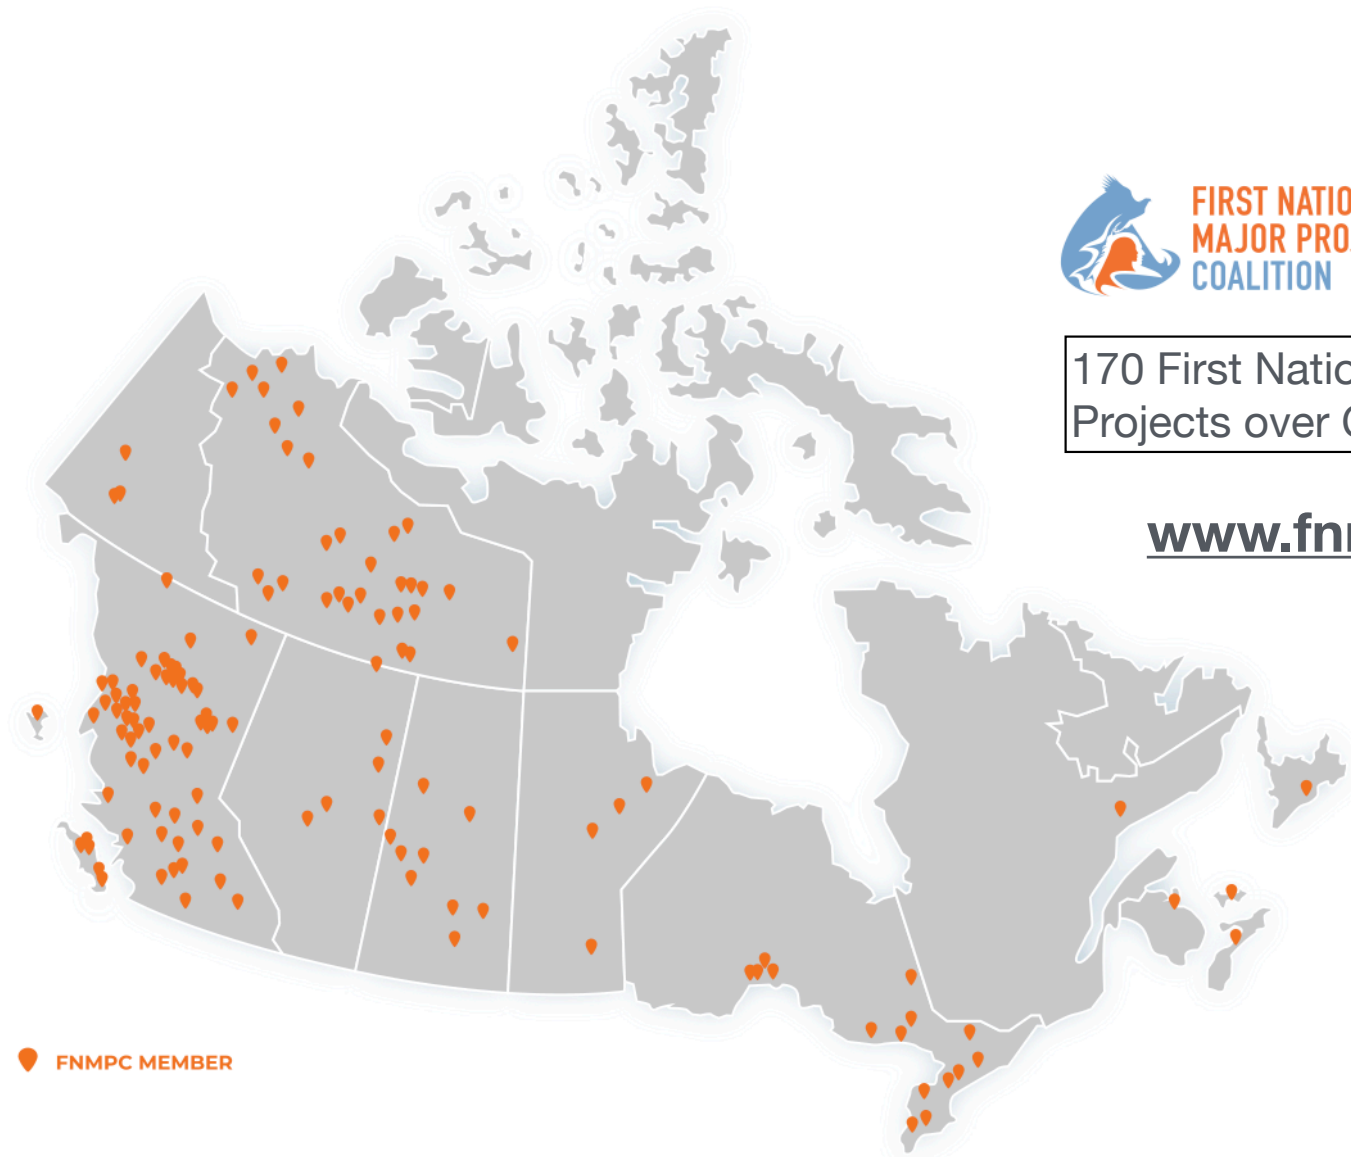 FIRST NATIO
MAJOR PRO
COALITION
170 First Natio
Projects over
www.fn
FNMPC MEMBER